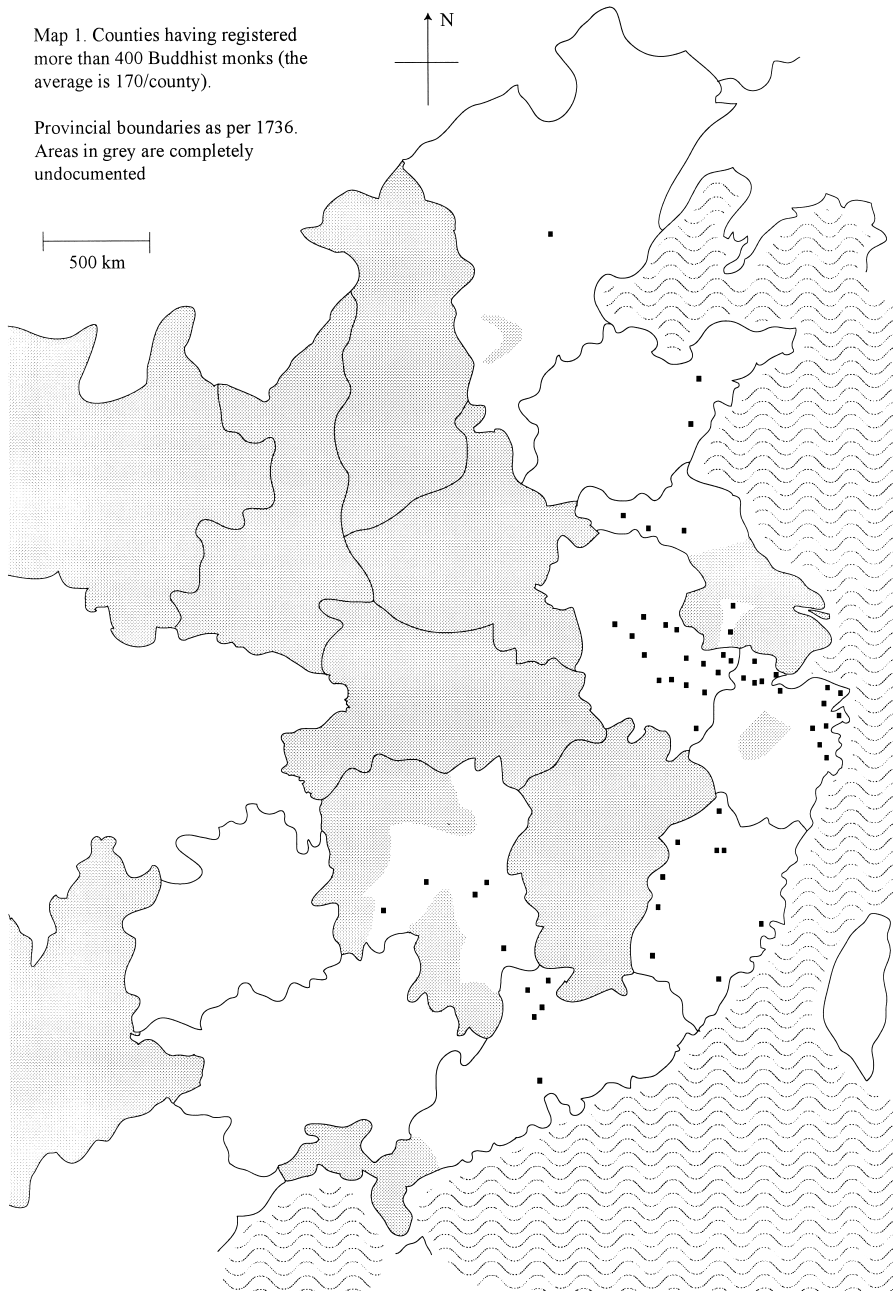 Map 1. Counties having registered
more than 400 Buddhist monks (the
average is 170/county).
Provincial boundaries as per 1736.
Areas in grey are completely
undocumented
N
500 km